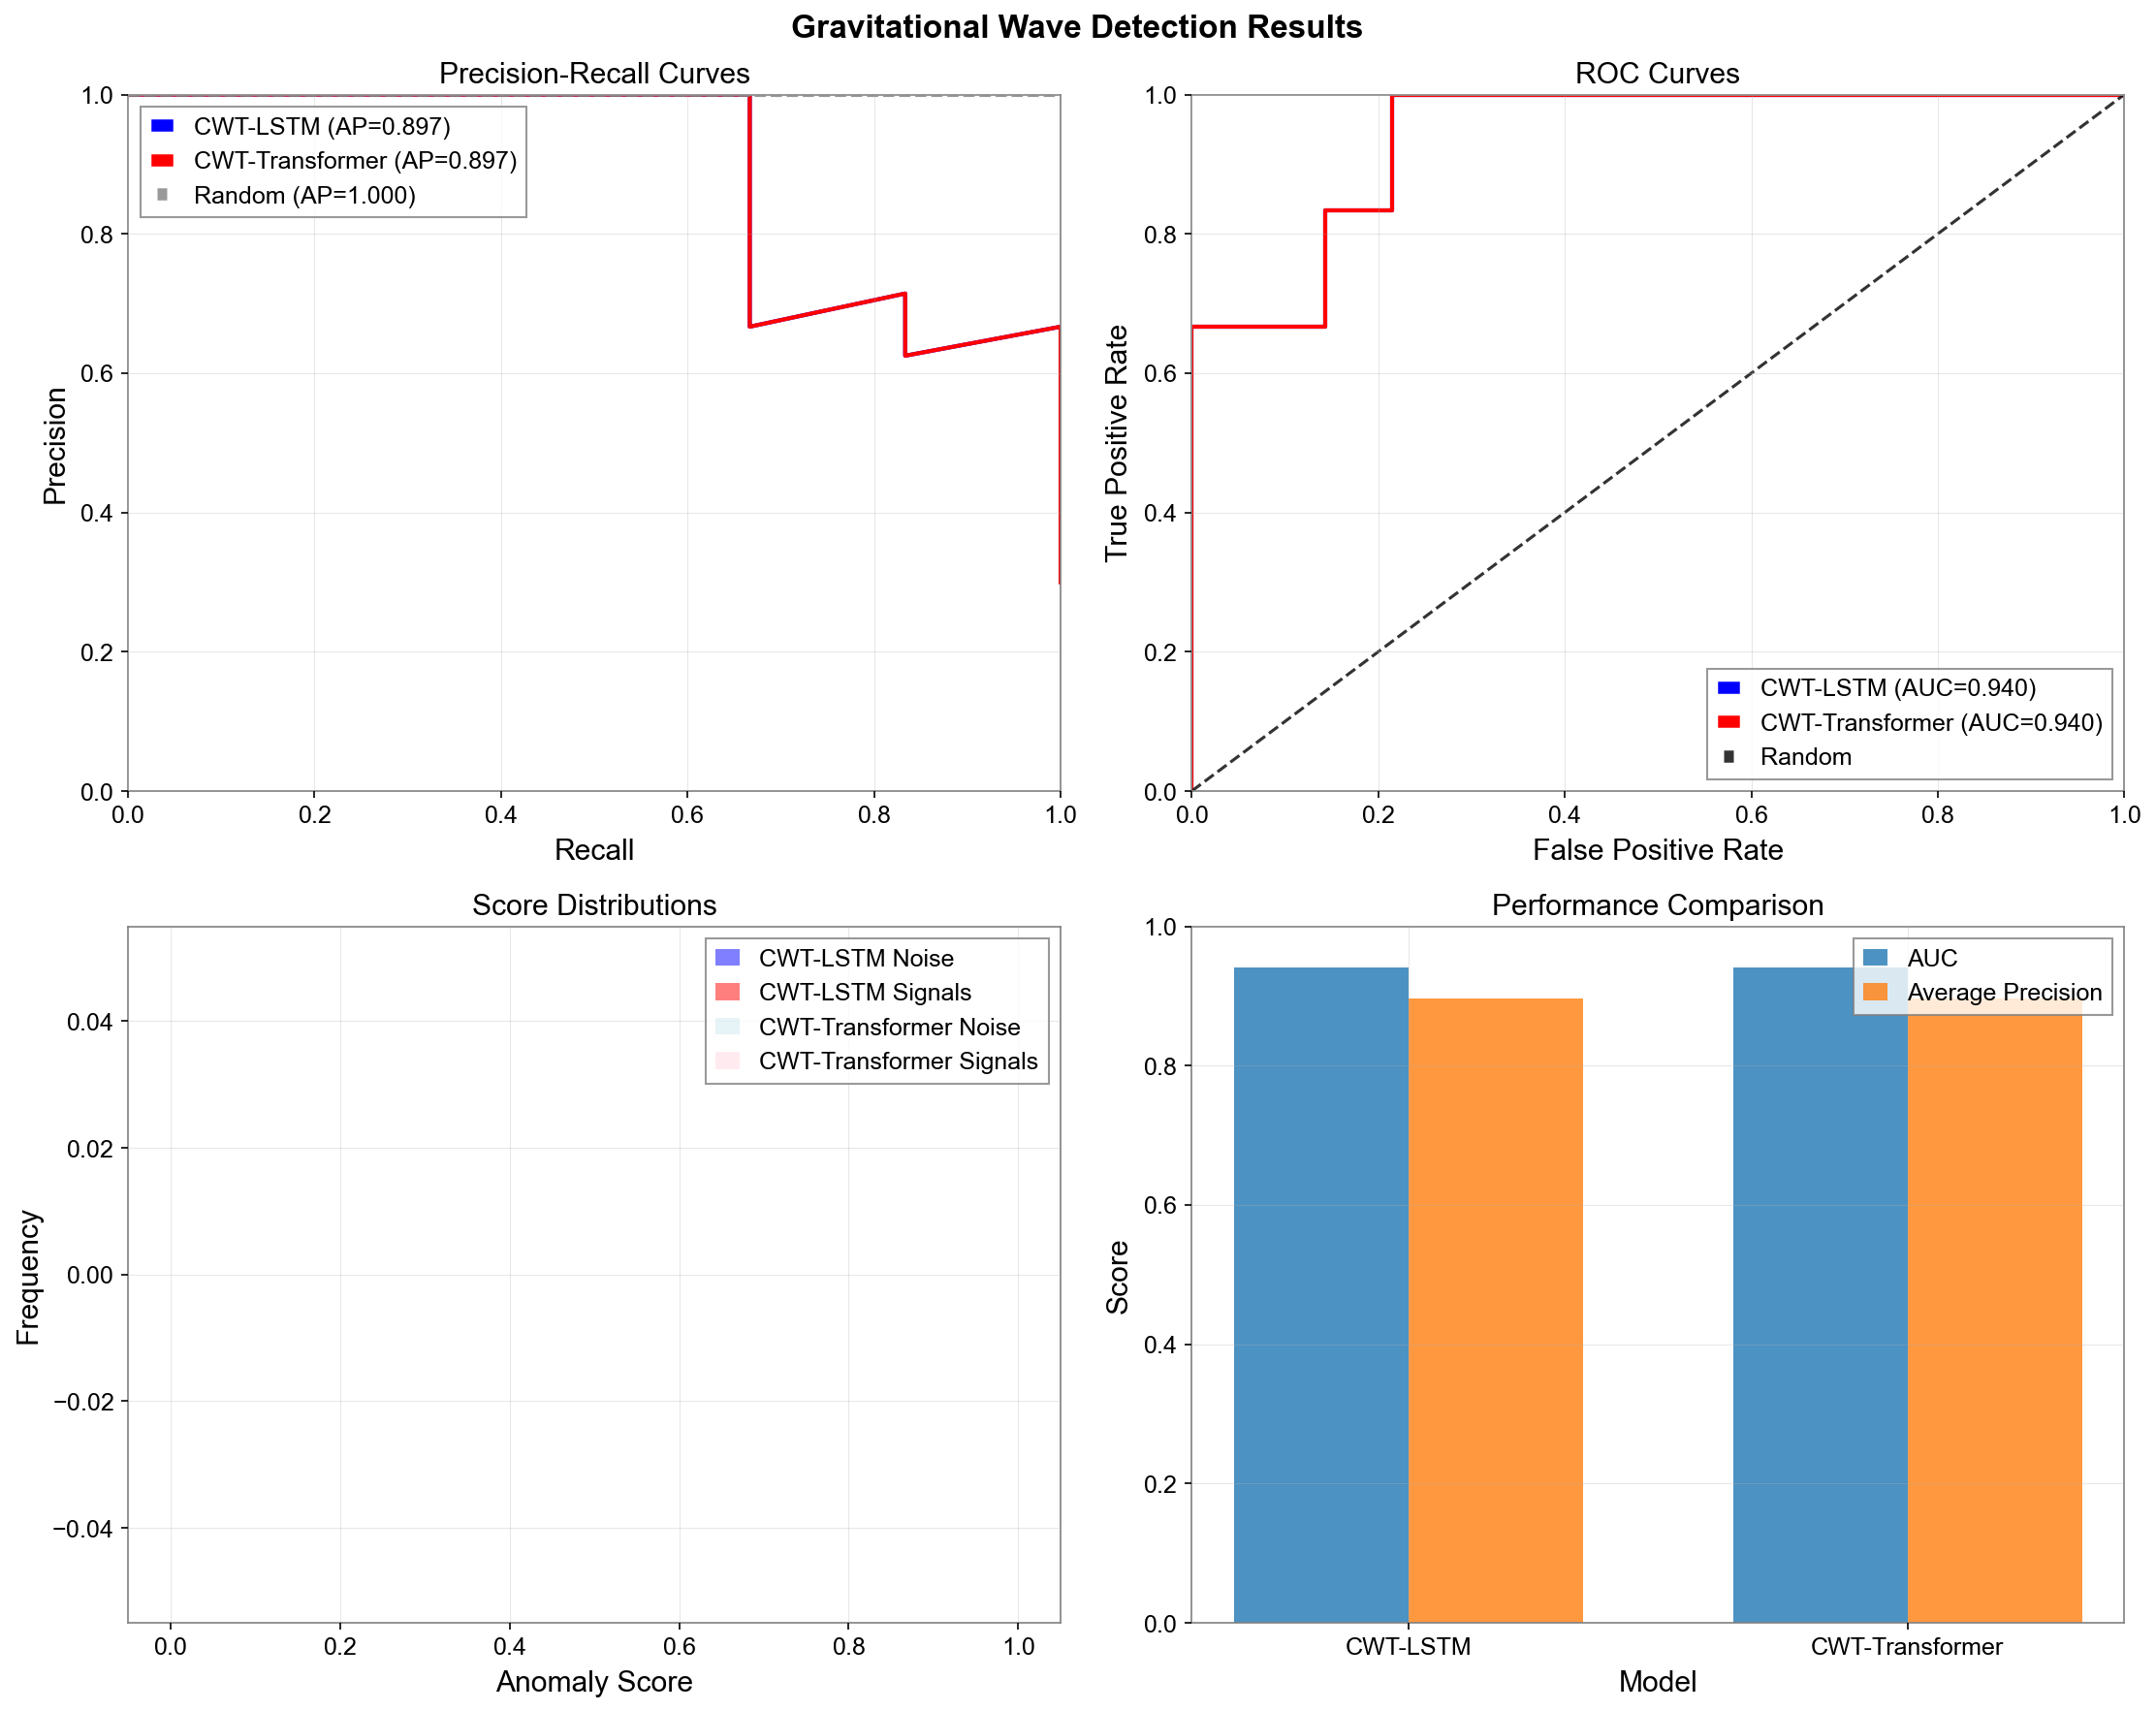 Gravitational Wave Detection Results
Precision-Recall Curves
1.0
0.8
0.6
0.4
0.2
0.0
Precision
CWT-LSTM (AP=0.897)
CWT-Transformer (AP=0.897)
Random (AP=1.000)
0.0 0.2 0.4 0.6 0.8 1.0
Recall
ROC Curves
1.0
0.8
0.6
0.4
0.2
0.0
True Positive Rate
CWT-LSTM (AUC=0.940)
CWT-Transformer (AUC=0.940)
Random
0.0 0.2 0.4 0.6 0.8 1.0
False Positive Rate
Score Distributions
0.04
0.02
0.00
−0.02
−0.04
Frequency
CWT-LSTM Noise
CWT-LSTM Signals
CWT-Transformer Noise
CWT-Transformer Signals
0.0 0.2 0.4 0.6 0.8 1.0
Anomaly Score
Performance Comparison
1.0
0.8
0.6
0.4
0.2
0.0
Score
AUC
Average Precision
CWT-LSTM CWT-Transformer
Model